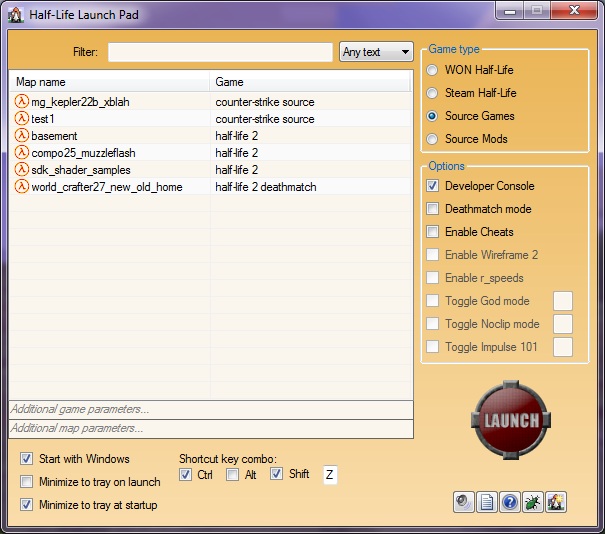 Half-Life Launch Pad
Filter: Any text
Map name Game
mg_kepler22b_xblah counter-strike source
test1 counter-strike source
basement half-life 2
compo25_muzzleflash half-life 2
sdk_shader_samples half-life 2
world_crafter27_new_old_home half-life 2 deathmatch
Additional game parameters...
Additional map parameters...
Game type
WON Half-Life
Steam Half-Life
Source Games
Source Mods
Options
Developer Console
Deathmatch mode
Enable Cheats
Enable Wireframe 2
Enable r_speeds
Toggle God mode
Toggle Noclip mode
Toggle Impulse 101
LAUNCH
Start with Windows
Minimize to tray on launch
Minimize to tray at startup
Shortcut key combo:
Ctrl Alt Shift Z